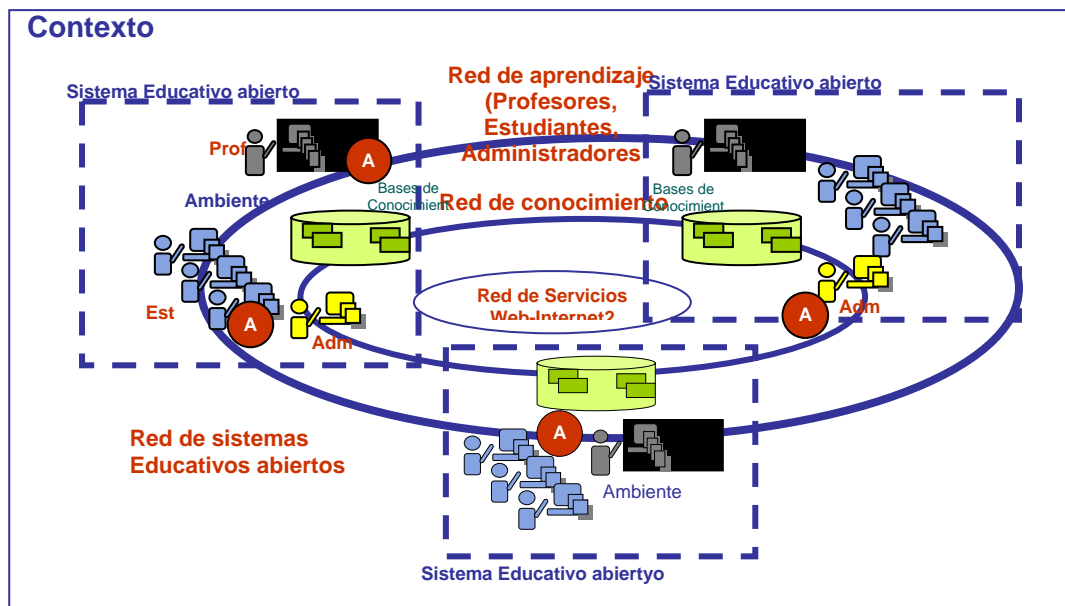 Contexto
Red de aprendizaje
(Profesores,
Estudiantes,
Administradores
Sistema Educativo abierto
Sistema Educativo abierto
Prof
A
Bases de
Conocimient
Ambiente
Bases de
Conocimient
Red de conocimiento
Red de Servicios
Web-Internet2
Est
A
Adm
A
Adm
A
Red de sistemas
Educativos abiertos
Ambiente
Sistema Educativo abiertyo